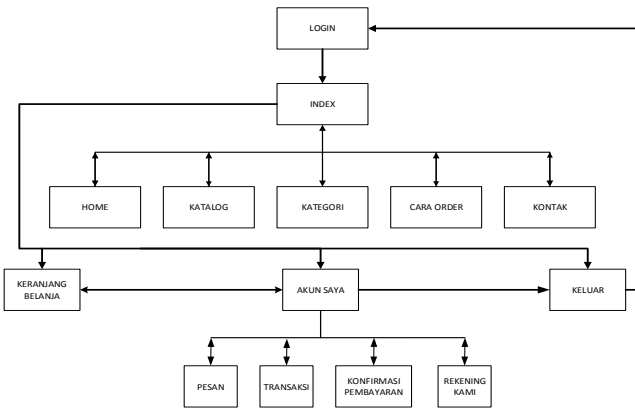 LOGIN
INDEX
HOME
KATALOG
KATEGORI
CARA ORDER
KONTAK
KERANJANG
BELANJA
AKUN SAYA
KELUAR
PESAN
TRANSAKSI
KONFIRMASI
PEMBAYARAN
REKENING
KAMI